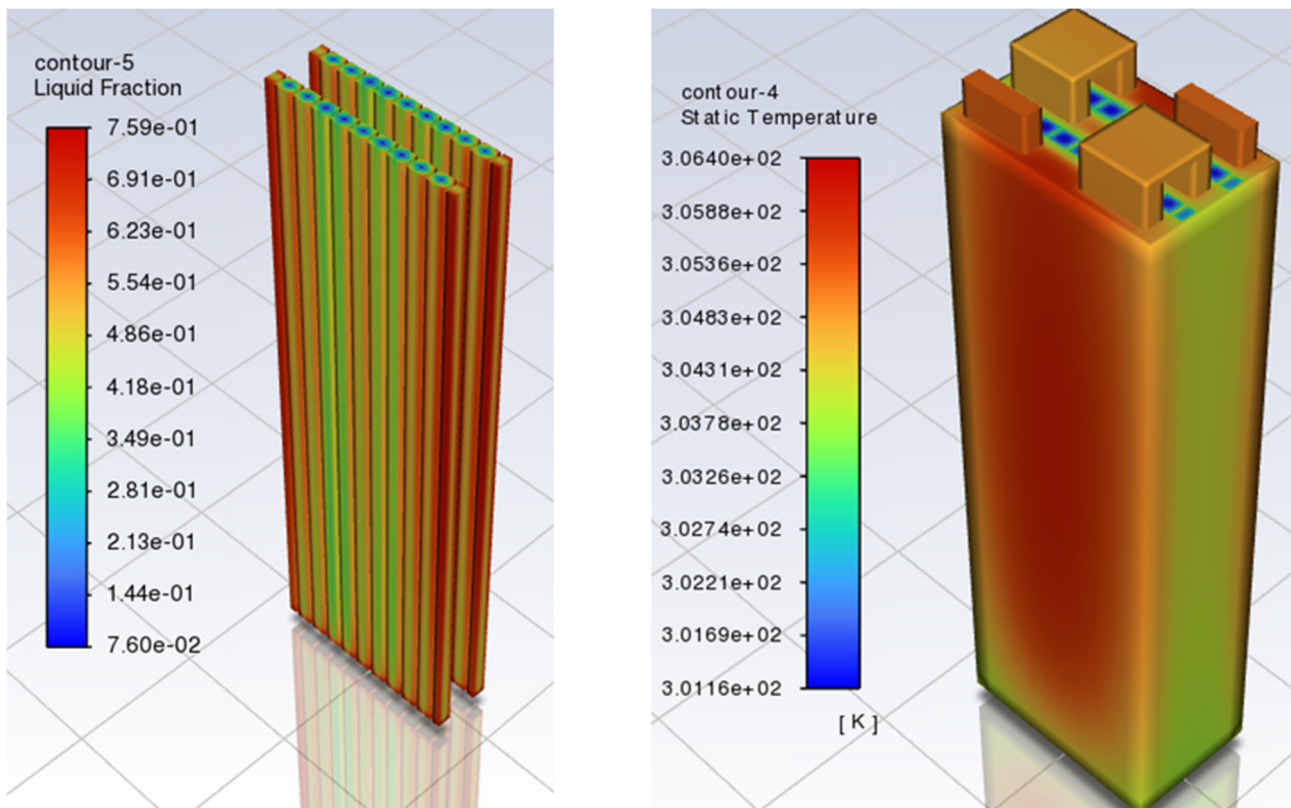 contour-5
Liquid Fraction
7.59e-01
6.91e-01
6.23e-01
5.54e-01
4.86e-01
4.18e-01
3.49e-01
2.81e-01
2.13e-01
1.44e-01
7.60e-02
contour-4
Static Temperature
3.0640e+02
3.0588e+02
3.0536e+02
3.0483e+02
3.0431e+02
3.0378e+02
3.0326e+02
3.0274e+02
3.0221e+02
3.0169e+02
3.0116e+02
[ K ]